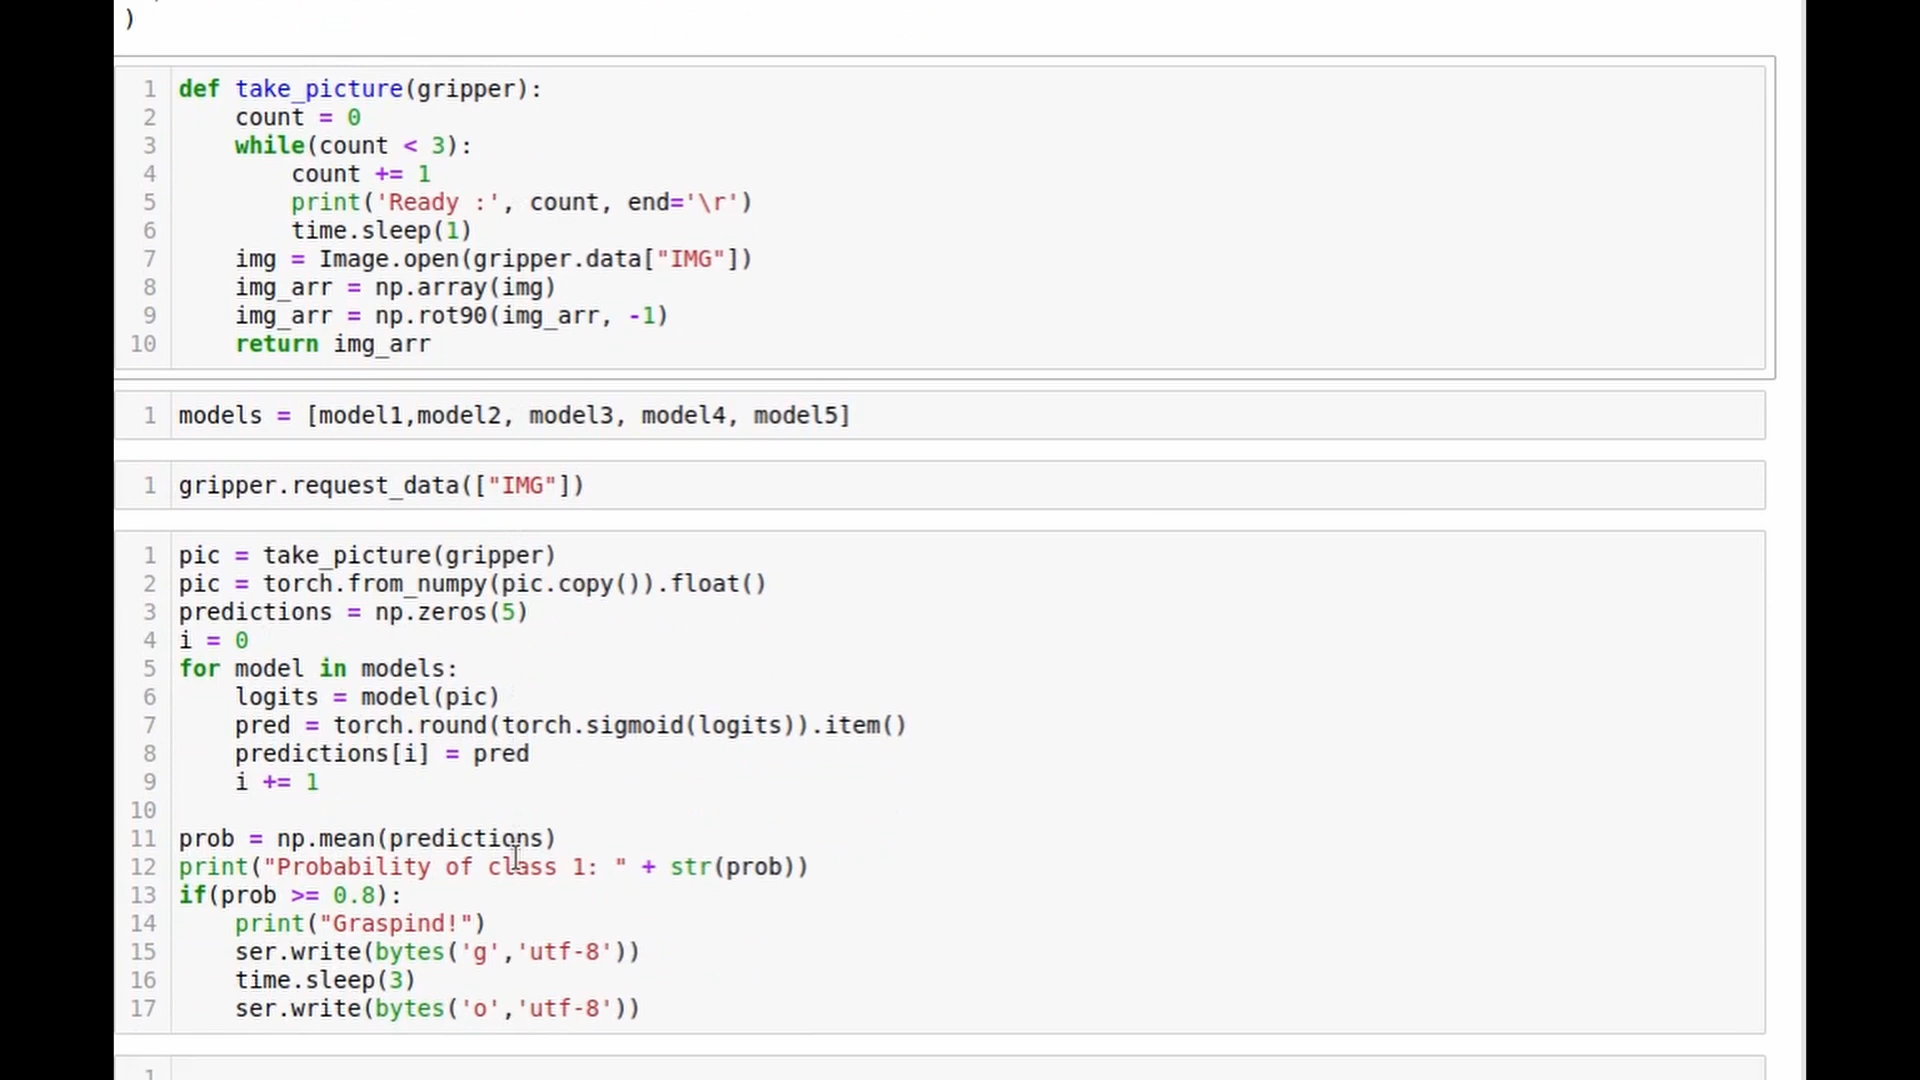 )
1 def take_picture(gripper):
2 count = 0
3 while(count < 3):
4 count += 1
5 print('Ready :', count, end='\r')
6 time.sleep(1)
7 img = Image.open(gripper.data["IMG"])
8 img_arr = np.array(img)
9 img_arr = np.rot90(img_arr, -1)
10 return img_arr
1 models = [model1,model2, model3, model4, model5]
1 gripper.request_data(["IMG"])
1 pic = take_picture(gripper)
2 pic = torch.from_numpy(pic.copy()).float()
3 predictions = np.zeros(5)
4 i = 0
5 for model in models:
6 logits = model(pic)
7 pred = torch.round(torch.sigmoid(logits)).item()
8 predictions[i] = pred
9 i += 1
10
11 prob = np.mean(predictions)
12 print("Probability of class 1: " + str(prob))
13 if(prob >= 0.8):
14 print("Graspind!")
15 ser.write(bytes('g','utf-8'))
16 time.sleep(3)
17 ser.write(bytes('o','utf-8'))
1